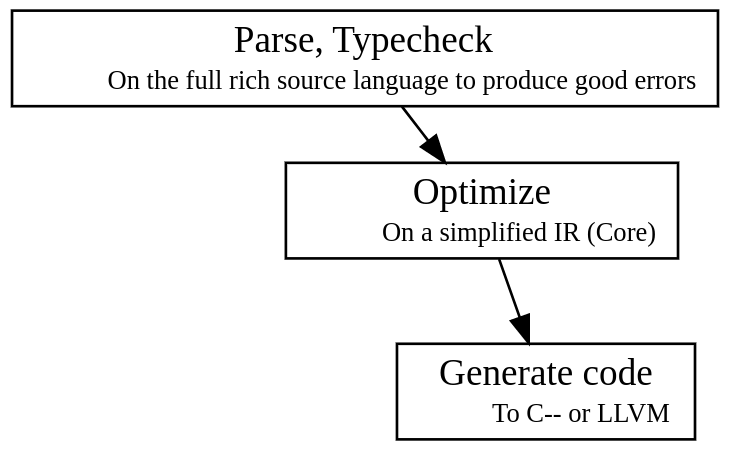 Parse, Typecheck
On the full rich source language to produce good errors
Optimize
On a simplified IR (Core)
Generate code
To C-- or LLVM